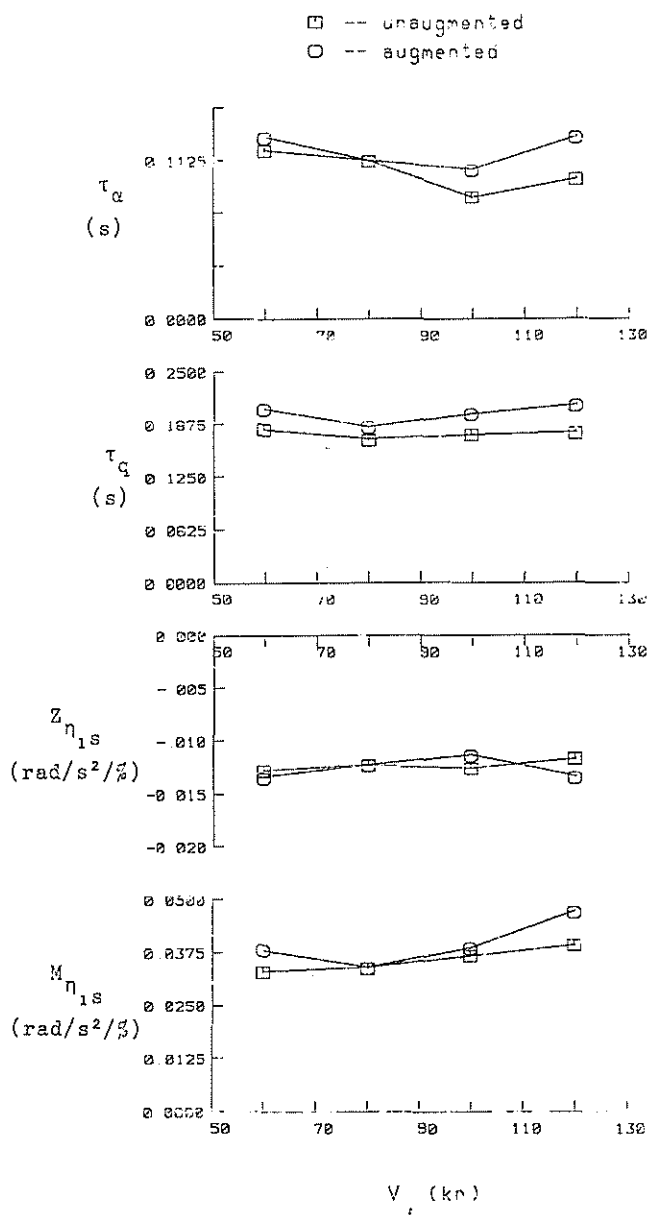 □ -- unaugmented
○ -- augmented
0 1125
τα
(s)
0 0000
50 70 90 110 130
0 2500
0 1875
τq
(s)
0 1250
0 0625
0 0000
50 70 90 110 130
0 000
50 70 90 110 130
- 005
Zη1s
-.010
(rad/s²/%)
-0 015
-0 020
0 0500
0.0375
Mη1s
0 0250
(rad/s²/%)
0.0125
0 0000
50 70 90 110 130
V (kn)